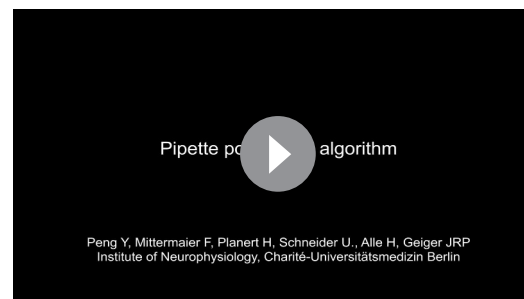 Pipette algorithm
Peng Y, Mittermaier F, Planert H, Schneider U., Alle H, Geiger JRP
Institute of Neurophysiology, Charité-Universitätsmedizin Berlin